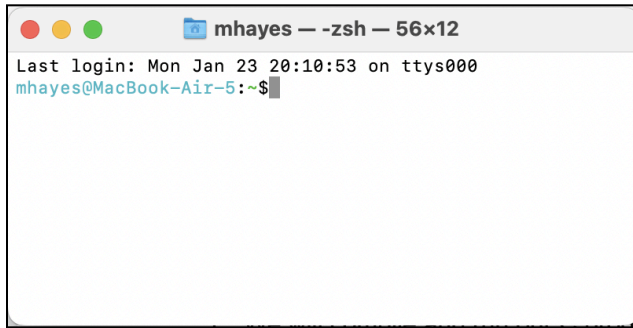 mhayes — -zsh — 56×12
Last login: Mon Jan 23 20:10:53 on ttys000
mhayes@MacBook-Air-5:~$